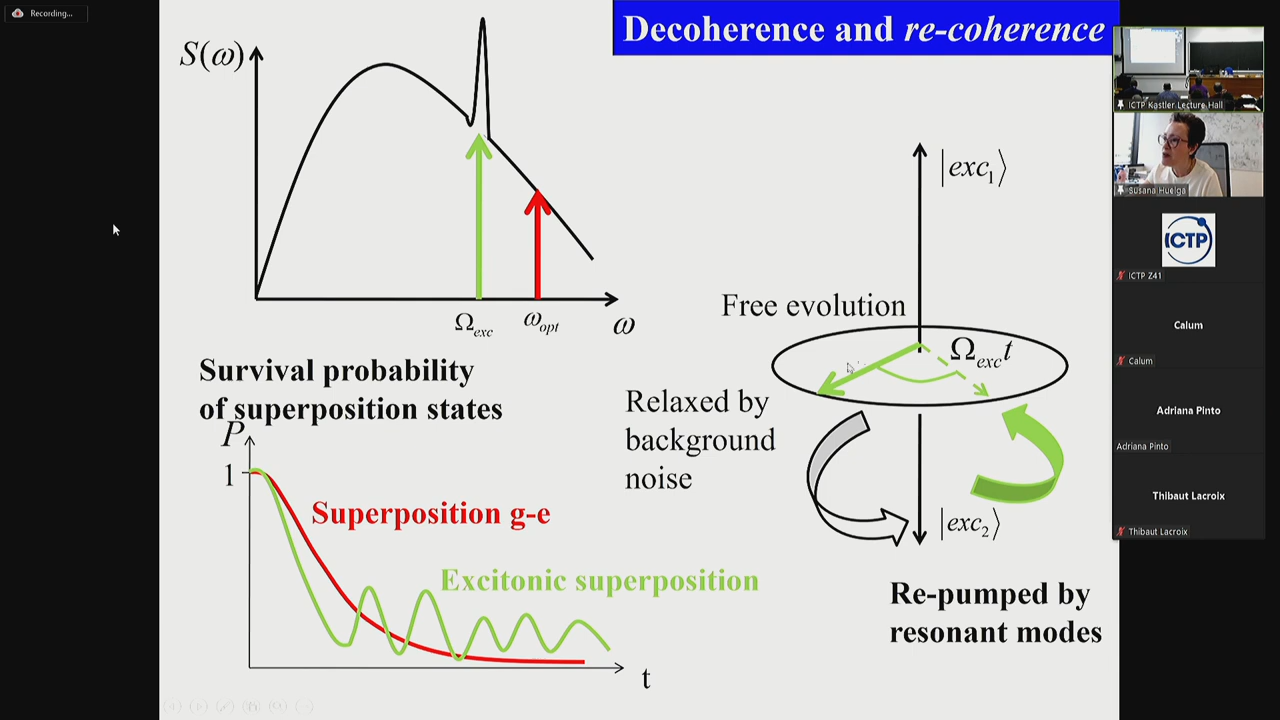 Recording...
Decoherence and re-coherence
S(ω)
Ω_exc
ω_opt
ω
Survival probability
of superposition states
P
1
Superposition g-e
Excitonic superposition
t
|exc₁⟩
Free evolution
Ω_exc t
Relaxed by
background
noise
|exc₂⟩
Re-pumped by
resonant modes
ICTP Kastler Lecture Hall
Susana Huelga
ICTP
ICTP Z41
Calum
Calum
Adriana Pinto
Adriana Pinto
Thibaut Lacroix
Thibaut Lacroix